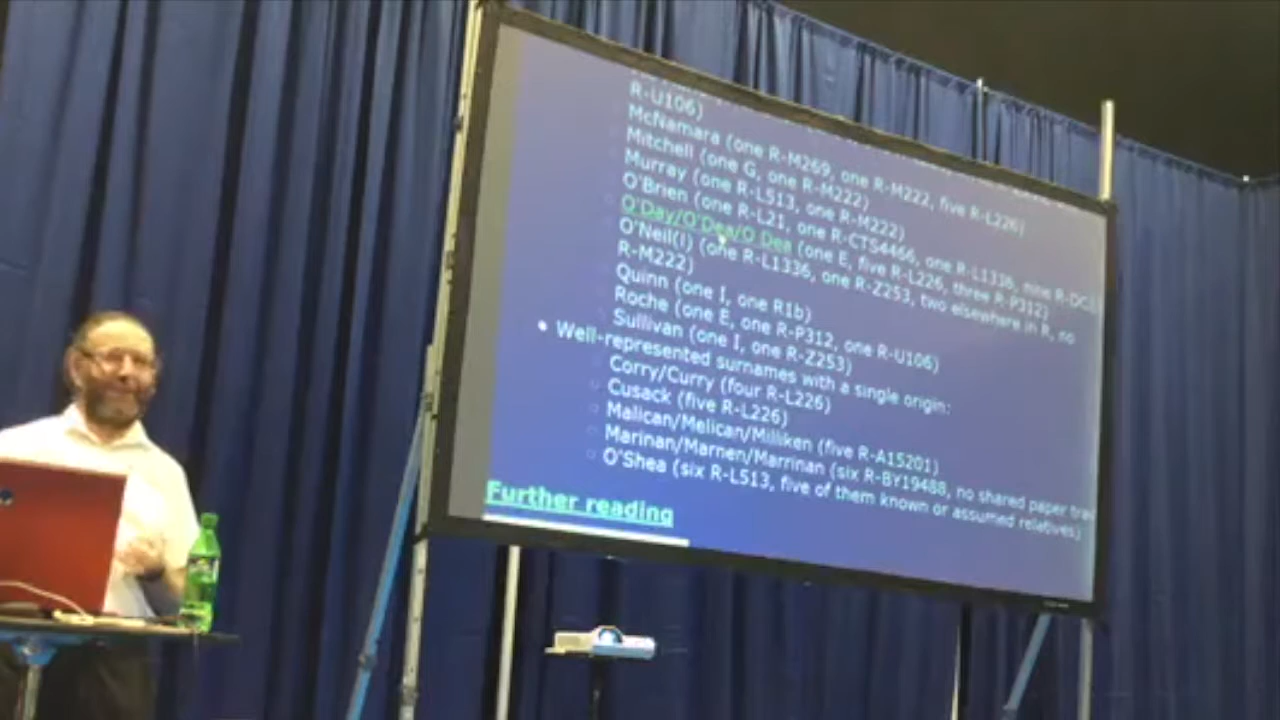 R-U106)
McNamara (one R-M269, one R-M222, five R-L226)
Mitchell (one G, one R-M222)
Murray (one R-L513, one R-M222)
O'Brien (one R-L21, one R-CTS4466, one R-L1336, nine R-DC33
O'Day/O'Dea/O Dea (one E, five R-L226, three R-P312)
O'Neil(l) (one R-L1336, one R-Z253, two elsewhere in R, no
R-M222)
Quinn (one I, one R1b)
Roche (one E, one R-P312, one R-U106)
Sullivan (one I, one R-Z253)
• Well-represented surnames with a single origin:
Corry/Curry (four R-L226)
Cusack (five R-L226)
Malican/Melican/Milliken (five R-A15201)
Marinan/Marnen/Marrinan (six R-BY19488, no shared paper trail
O'Shea (six R-L513, five of them known or assumed relatives)
Further reading